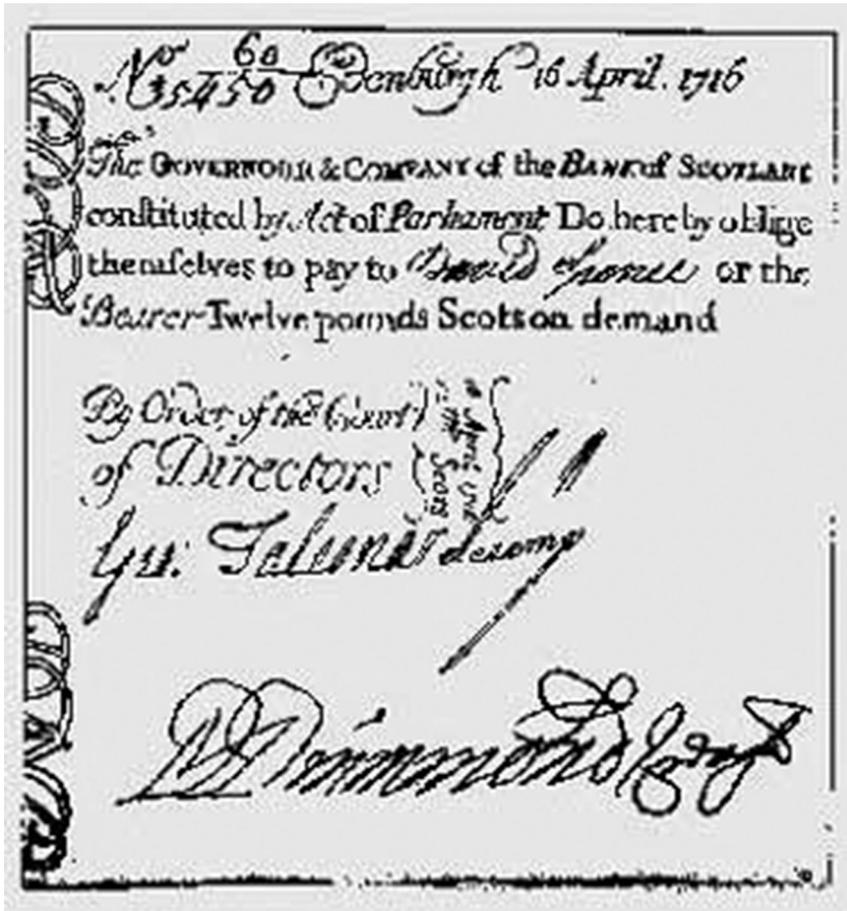 No 60/35450 Edenburgh 16 April. 1716
The GOVERNOUR & COMPANY of the BANK of SCOTLAND
conſtituted by Act of Parliament Do hereby oblige
themſelves to pay to David Spence or the
Bearer Twelve pounds Scots on demand
By Order of the Court
of Directors
Drummond